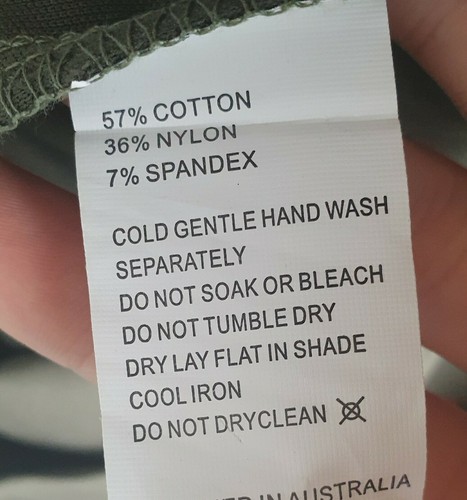 57% COTTON
36% NYLON
7% SPANDEX
COLD GENTLE HAND WASH
SEPARATELY
DO NOT SOAK OR BLEACH
DO NOT TUMBLE DRY
DRY LAY FLAT IN SHADE
COOL IRON
DO NOT DRYCLEAN
IN AUSTRALIA